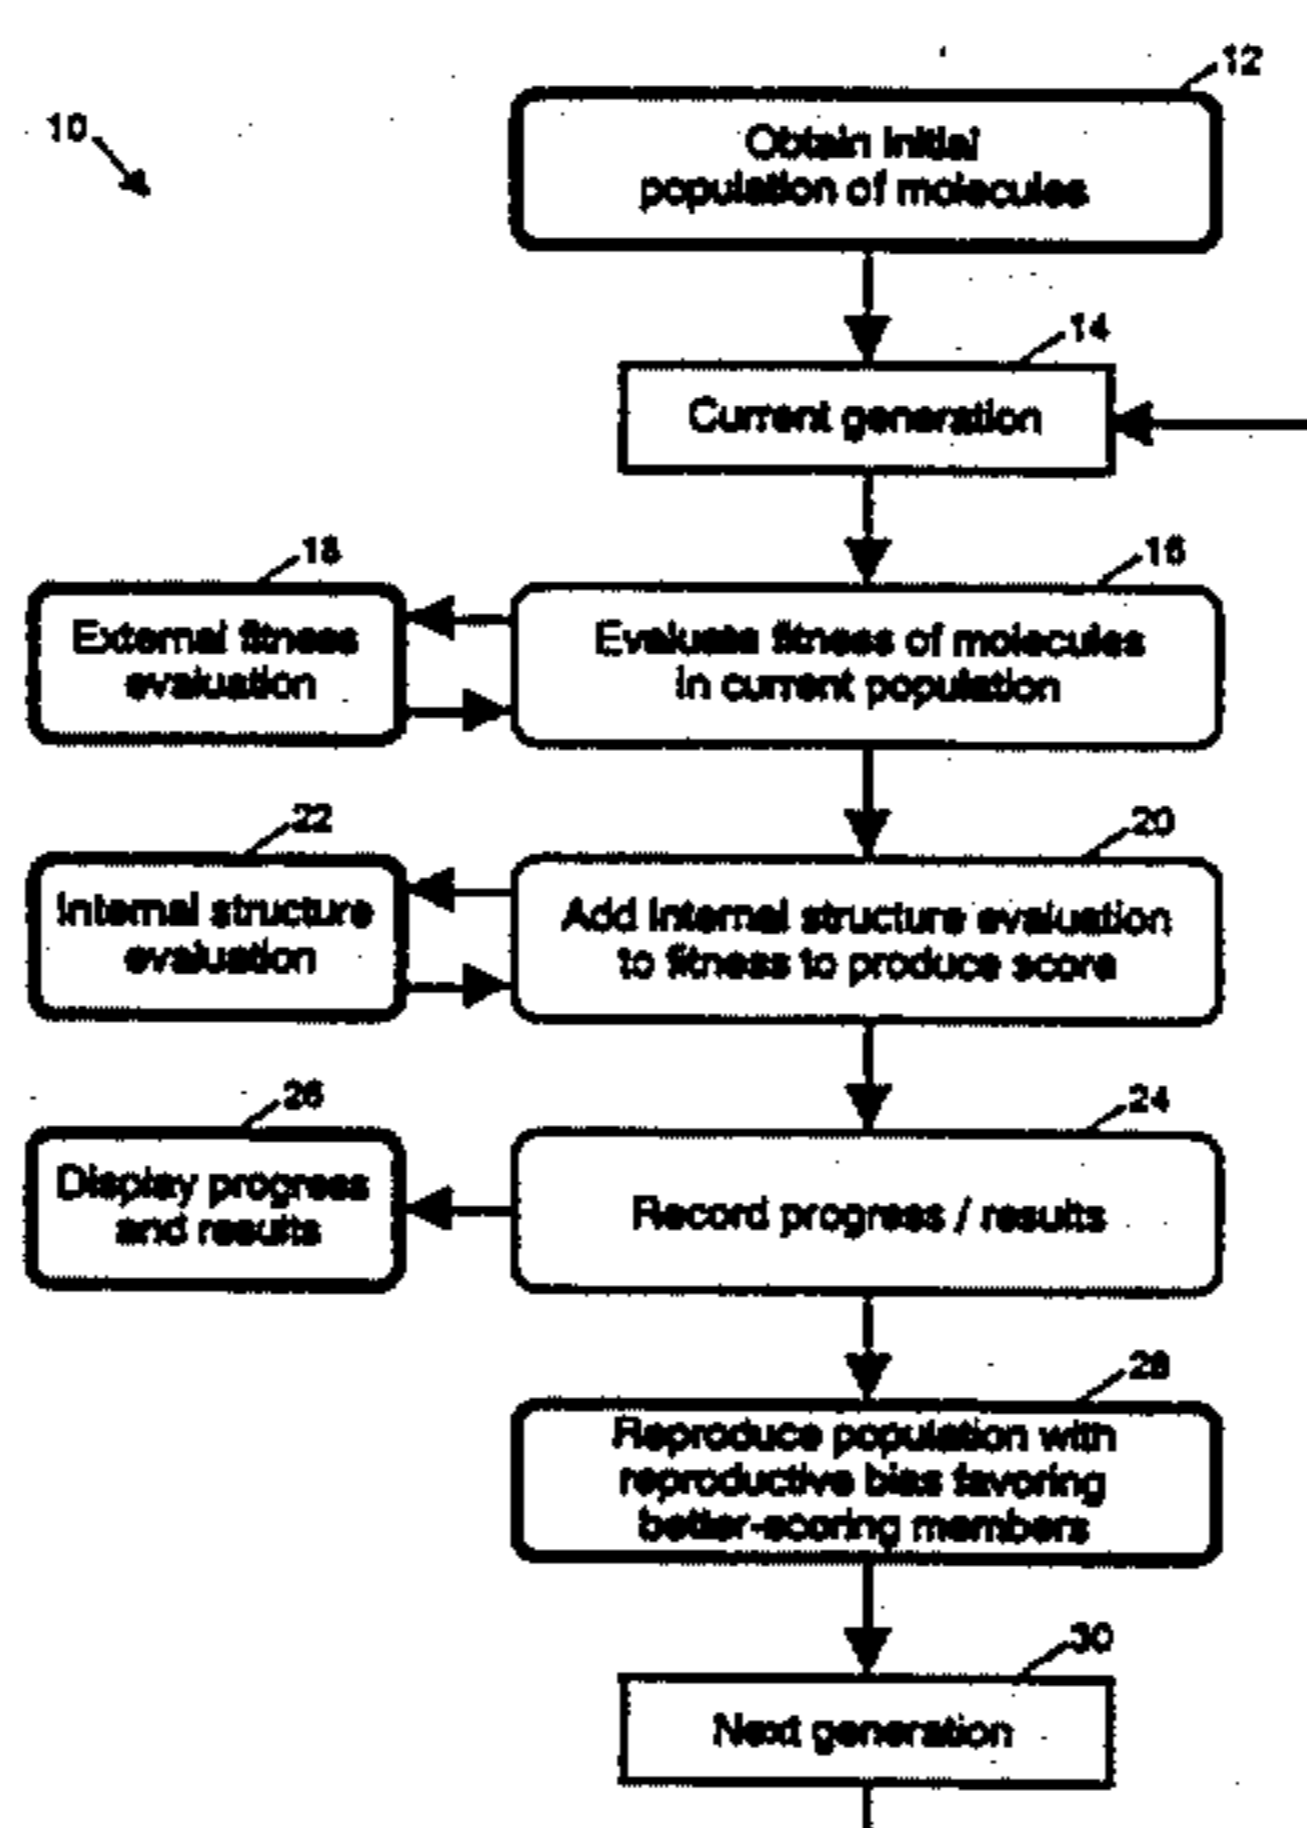 12
10
Obtain initial
population of molecules
14
Current generation
18
16
External fitness
evaluation
Evaluate fitness of molecules
in current population
22
20
Internal structure
evaluation
Add internal structure evaluation
to fitness to produce score
26
24
Display progress
and results
Record progress / results
28
Reproduce population with
reproductive bias favoring
better-scoring members
30
Next generation